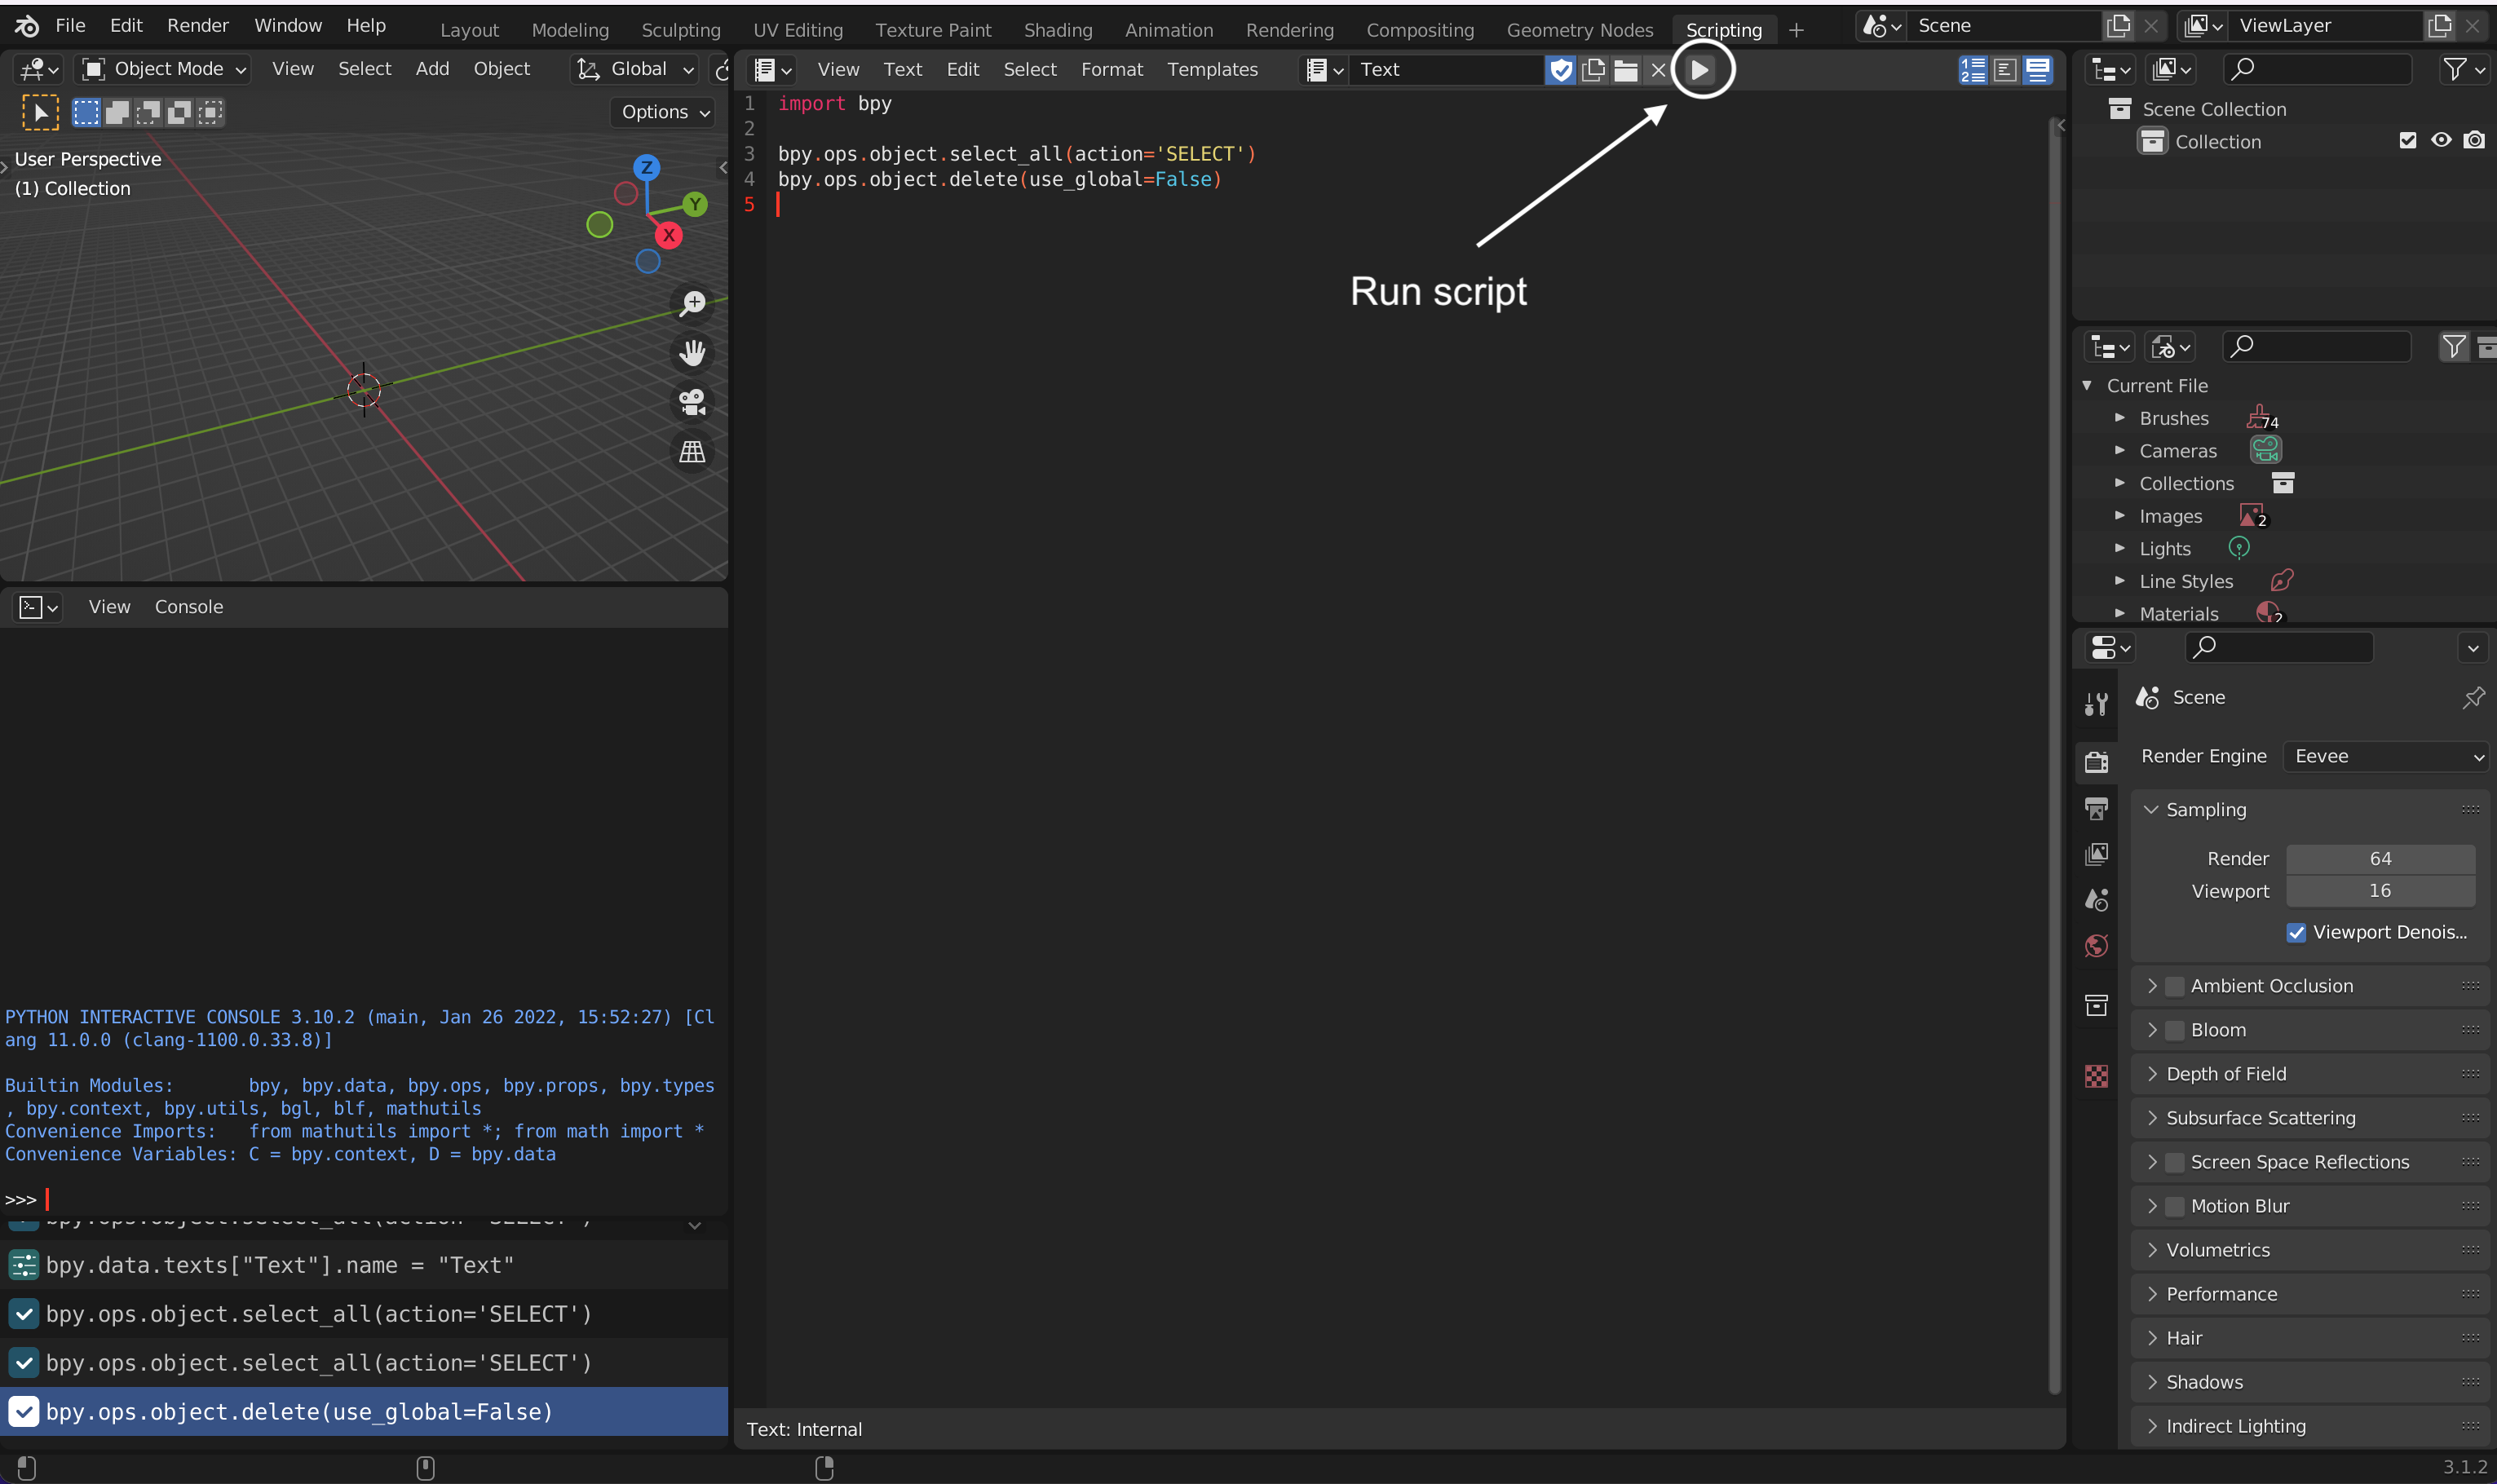 File Edit Render Window Help Layout Modeling Sculpting UV Editing Texture Paint Shading Animation Rendering Compositing Geometry Nodes Scripting + Scene ViewLayer
Object Mode View Select Add Object Global
Options
User Perspective
(1) Collection
Z
Y
X
View Text Edit Select Format Templates Text
1 import bpy
2
3 bpy.ops.object.select_all(action='SELECT')
4 bpy.ops.object.delete(use_global=False)
5
Run script
Text: Internal
View Console
PYTHON INTERACTIVE CONSOLE 3.10.2 (main, Jan 26 2022, 15:52:27) [Cl
ang 11.0.0 (clang-1100.0.33.8)]
Builtin Modules: bpy, bpy.data, bpy.ops, bpy.props, bpy.types
, bpy.context, bpy.utils, bgl, blf, mathutils
Convenience Imports: from mathutils import *; from math import *
Convenience Variables: C = bpy.context, D = bpy.data
>>>
bpy.ops.object.select_all(action='SELECT')
bpy.data.texts["Text"].name = "Text"
bpy.ops.object.select_all(action='SELECT')
bpy.ops.object.select_all(action='SELECT')
bpy.ops.object.delete(use_global=False)
Scene Collection
Collection
Current File
Brushes 74
Cameras
Collections
Images 2
Lights
Line Styles
Materials 2
Scene
Render Engine Eevee
Sampling
Render 64
Viewport 16
Viewport Denois...
Ambient Occlusion
Bloom
Depth of Field
Subsurface Scattering
Screen Space Reflections
Motion Blur
Volumetrics
Performance
Hair
Shadows
Indirect Lighting
3.1.2